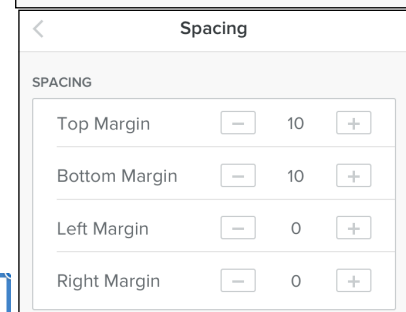 Spacing
SPACING
Top Margin − 10 +
Bottom Margin − 10 +
Left Margin − 0 +
Right Margin − 0 +